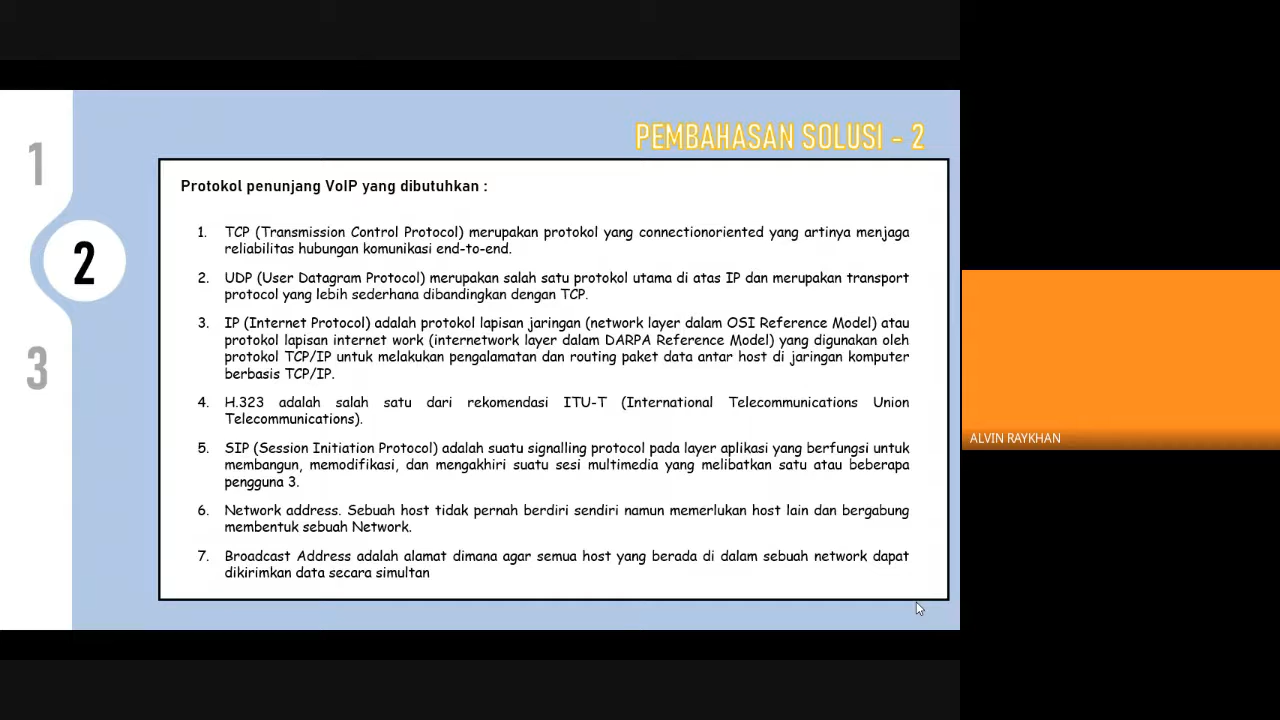 PEMBAHASAN SOLUSI - 2
1
2
3
Protokol penunjang VoIP yang dibutuhkan :
1. TCP (Transmission Control Protocol) merupakan protokol yang connectionoriented yang artinya menjaga
reliabilitas hubungan komunikasi end-to-end.
2. UDP (User Datagram Protocol) merupakan salah satu protokol utama di atas IP dan merupakan transport
protocol yang lebih sederhana dibandingkan dengan TCP.
3. IP (Internet Protocol) adalah protokol lapisan jaringan (network layer dalam OSI Reference Model) atau
protokol lapisan internet work (internetwork layer dalam DARPA Reference Model) yang digunakan oleh
protokol TCP/IP untuk melakukan pengalamatan dan routing paket data antar host di jaringan komputer
berbasis TCP/IP.
4. H.323 adalah salah satu dari rekomendasi ITU-T (International Telecommunications Union
Telecommunications).
5. SIP (Session Initiation Protocol) adalah suatu signalling protocol pada layer aplikasi yang berfungsi untuk
membangun, memodifikasi, dan mengakhiri suatu sesi multimedia yang melibatkan satu atau beberapa
pengguna 3.
6. Network address. Sebuah host tidak pernah berdiri sendiri namun memerlukan host lain dan bergabung
membentuk sebuah Network.
7. Broadcast Address adalah alamat dimana agar semua host yang berada di dalam sebuah network dapat
dikirimkan data secara simultan
ALVIN RAYKHAN